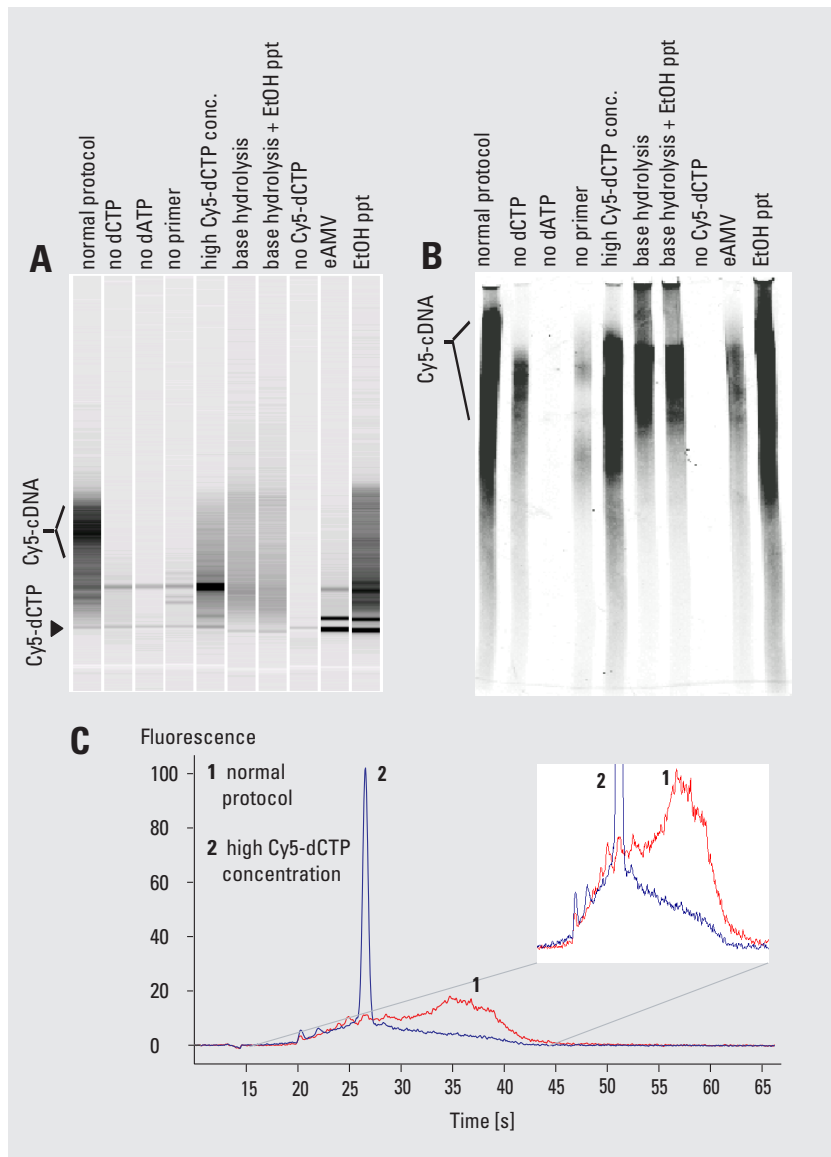 A
normal protocol
no dCTP
no dATP
no primer
high Cy5-dCTP conc.
base hydrolysis
base hydrolysis + EtOH ppt
no Cy5-dCTP
eAMV
EtOH ppt
Cy5-cDNA
Cy5-dCTP
B
normal protocol
no dCTP
no dATP
no primer
high Cy5-dCTP conc.
base hydrolysis
base hydrolysis + EtOH ppt
no Cy5-dCTP
eAMV
EtOH ppt
Cy5-cDNA
C
Fluorescence
100
80
60
40
20
0
1 normal
protocol
2 high Cy5-dCTP
concentration
2
1
2
1
15
20
25
30
35
40
45
50
55
60
65
Time [s]